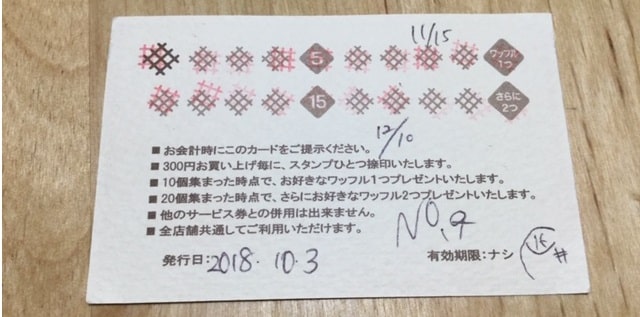 11/15
5 ワッフル1つ
15 さらに2つ
12/10
■ お会計時にこのカードをご提示ください。
■ 300円お買い上げ毎に、スタンプひとつ捺印いたします。
■ 10個集まった時点で、お好きなワッフル1つプレゼントいたします。
■ 20個集まった時点で、さらにお好きなワッフル2つプレゼントいたします。
■ 他のサービス券との併用は出来ません。
■ 全店舗共通してご利用いただけます。
NO,9
発行日:2018.10.3 有効期限:ナシ